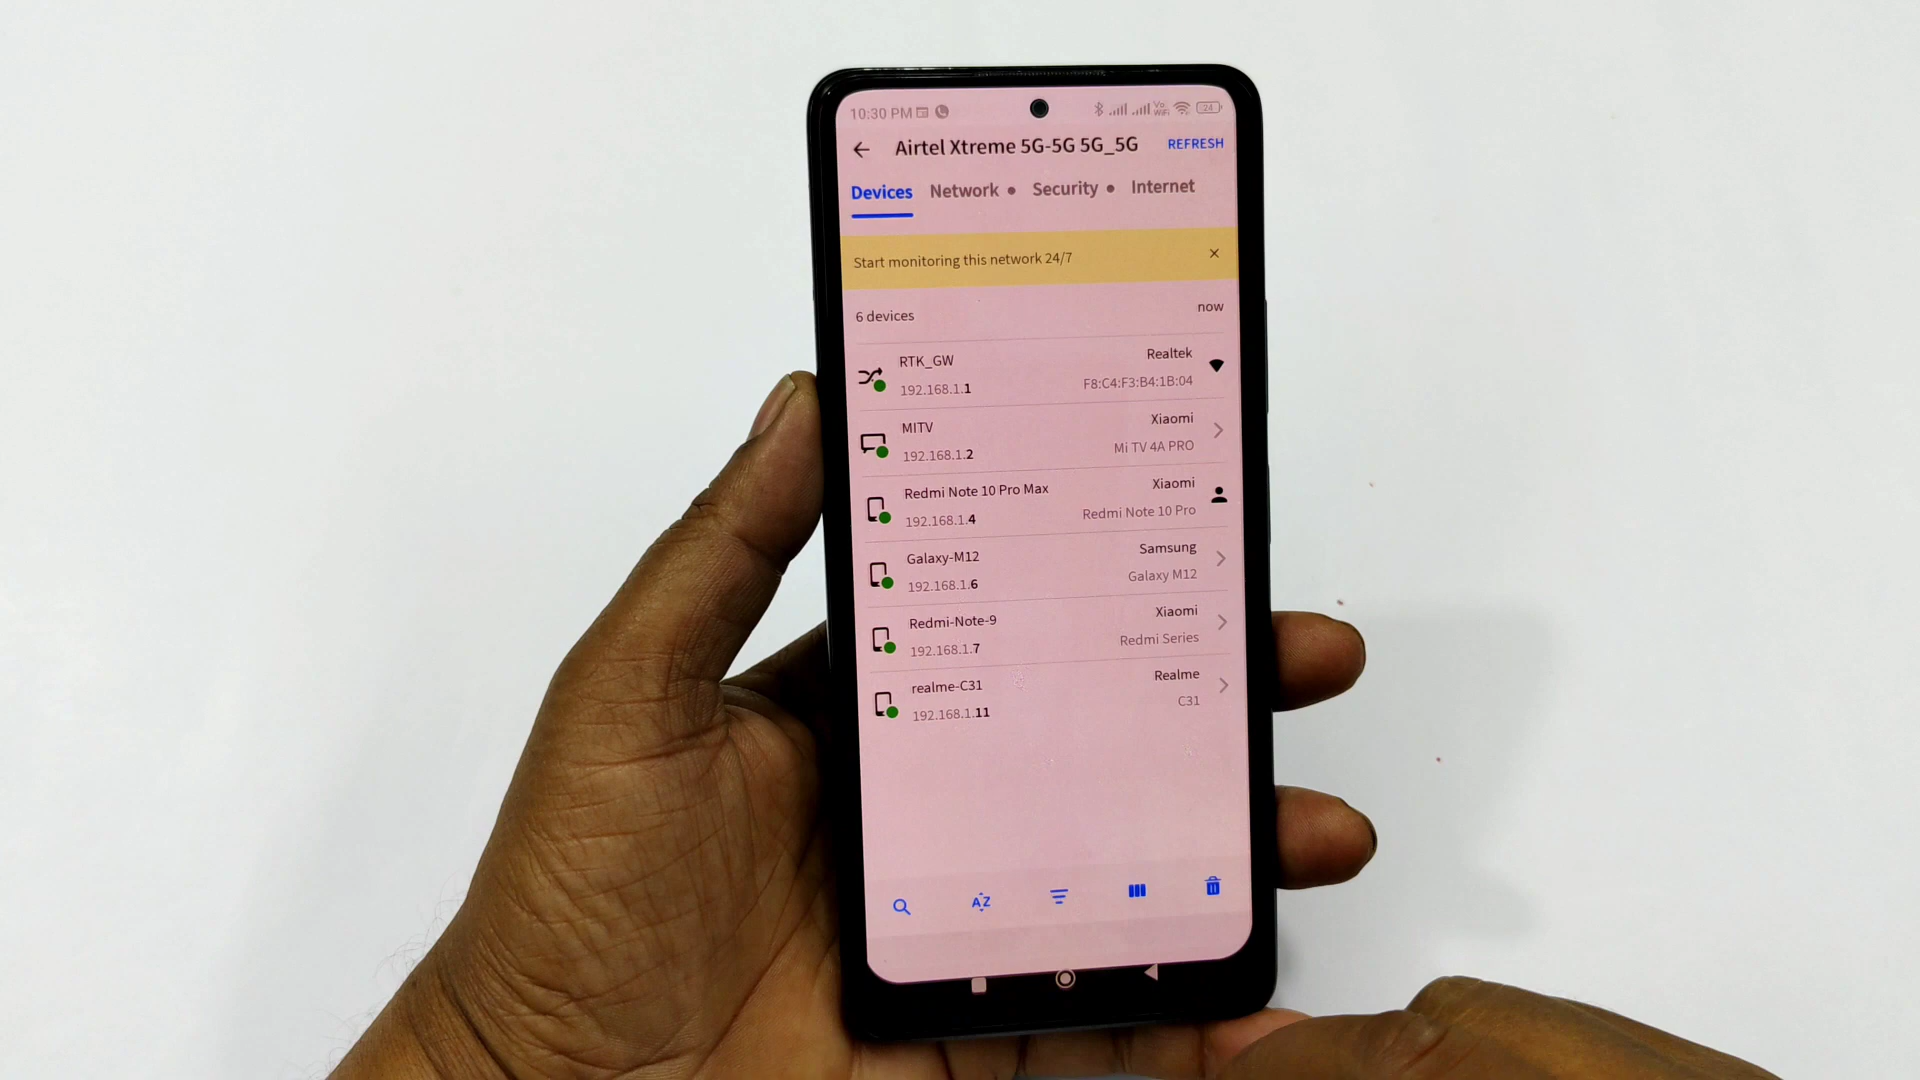 10:30 PM
Vo WiFi 24
Airtel Xtreme 5G-5G 5G_5G REFRESH
Devices Network Security Internet
Start monitoring this network 24/7 ×
6 devices now
RTK_GW Realtek
192.168.1.1 F8:C4:F3:B4:1B:04
MITV Xiaomi
192.168.1.2 Mi TV 4A PRO
Redmi Note 10 Pro Max Xiaomi
192.168.1.4 Redmi Note 10 Pro
Galaxy-M12 Samsung
192.168.1.6 Galaxy M12
Redmi-Note-9 Xiaomi
192.168.1.7 Redmi Series
realme-C31 Realme
192.168.1.11 C31
AZ